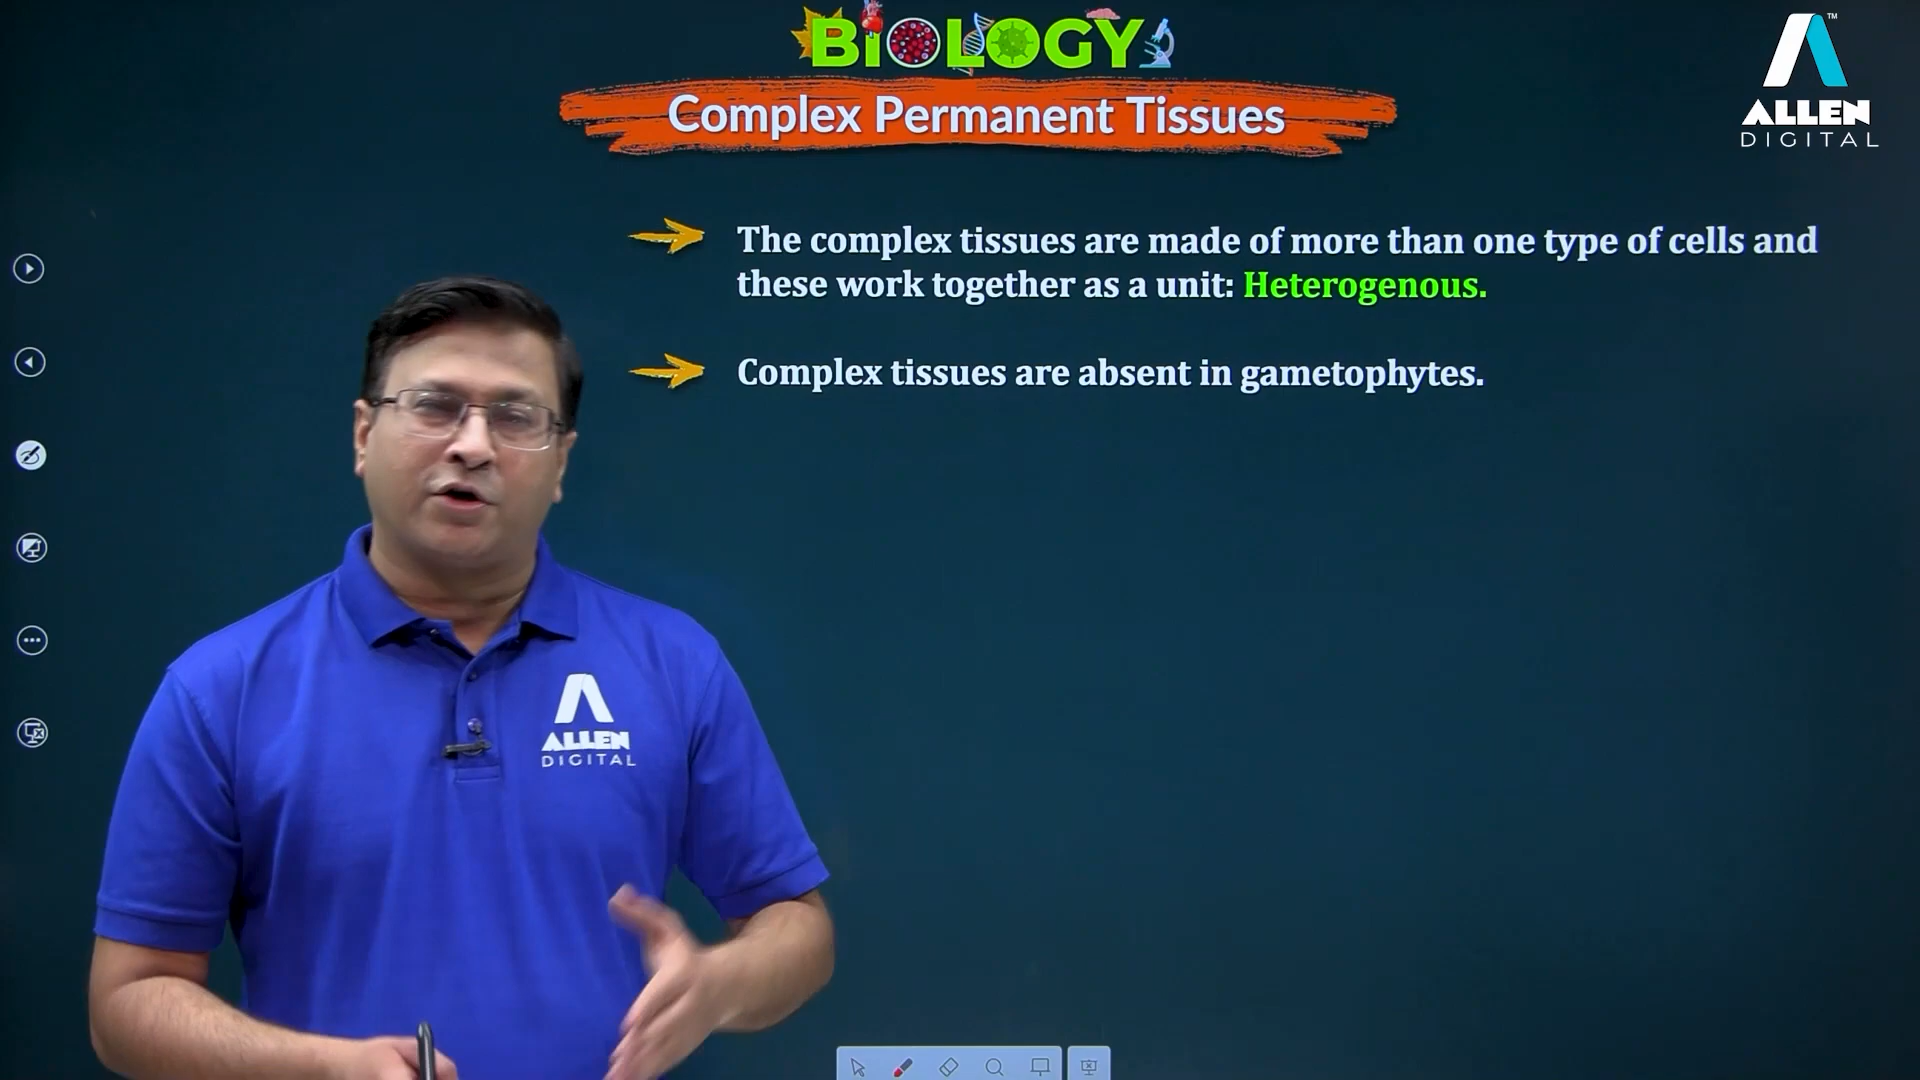 BIOLOGY
Complex Permanent Tissues
ALLEN
DIGITAL
The complex tissues are made of more than one type of cells and
these work together as a unit: Heterogenous.
Complex tissues are absent in gametophytes.
ALLEN
DIGITAL